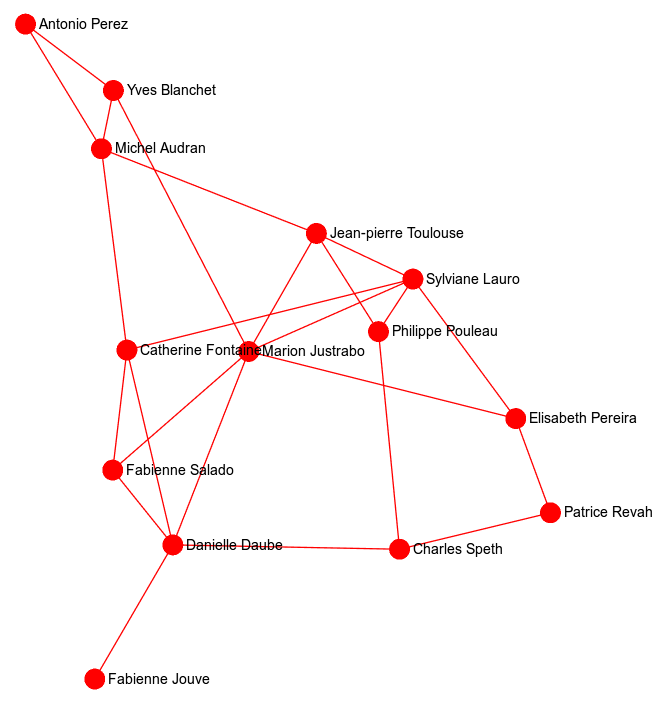 Antonio Perez
Yves Blanchet
Michel Audran
Jean-pierre Toulouse
Sylviane Lauro
Philippe Pouleau
Catherine Fontaine
Marion Justrabo
Elisabeth Pereira
Fabienne Salado
Patrice Revah
Danielle Daube
Charles Speth
Fabienne Jouve